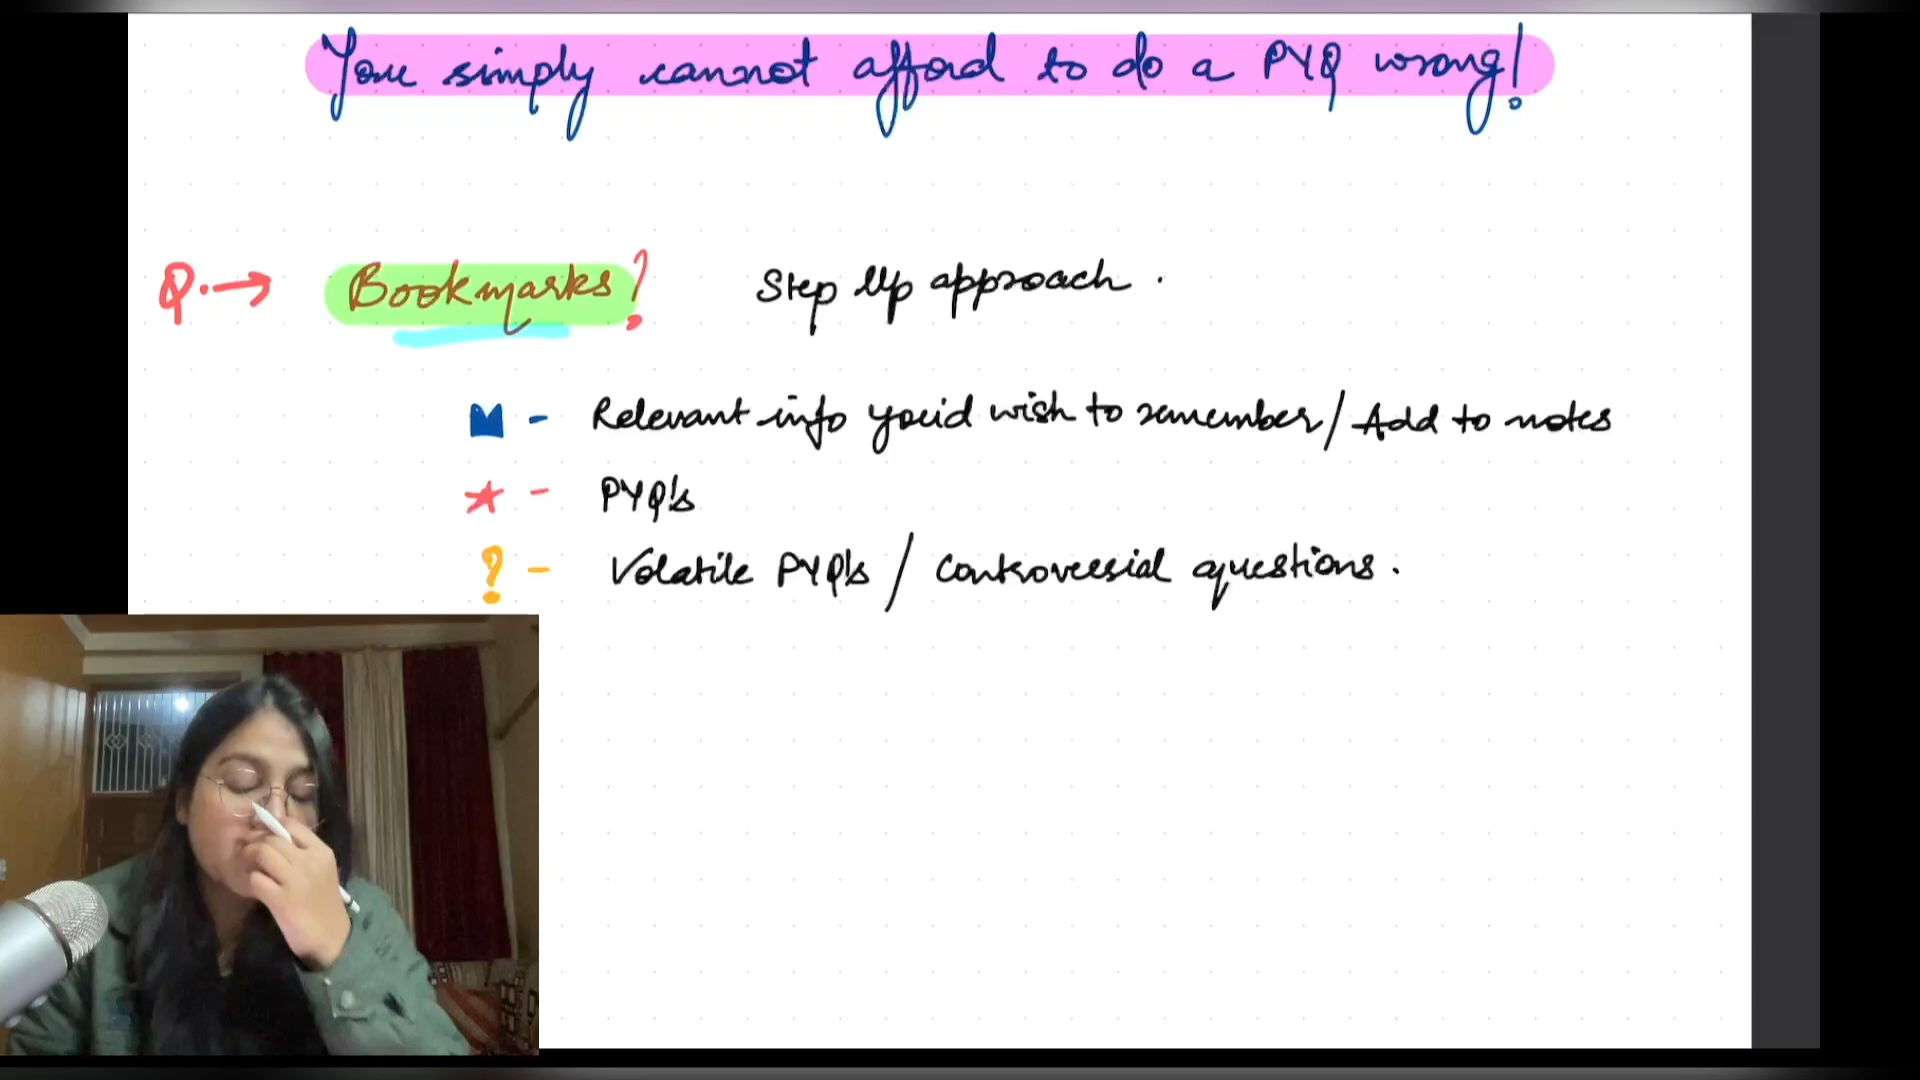 You simply cannot afford to do a PYQ wrong!
Q. → Bookmarks? Step Up approach.
- Relevant info you'd wish to remember / Add to notes
★ - PYQ's
? - Volatile PYQ's / Controversial questions.